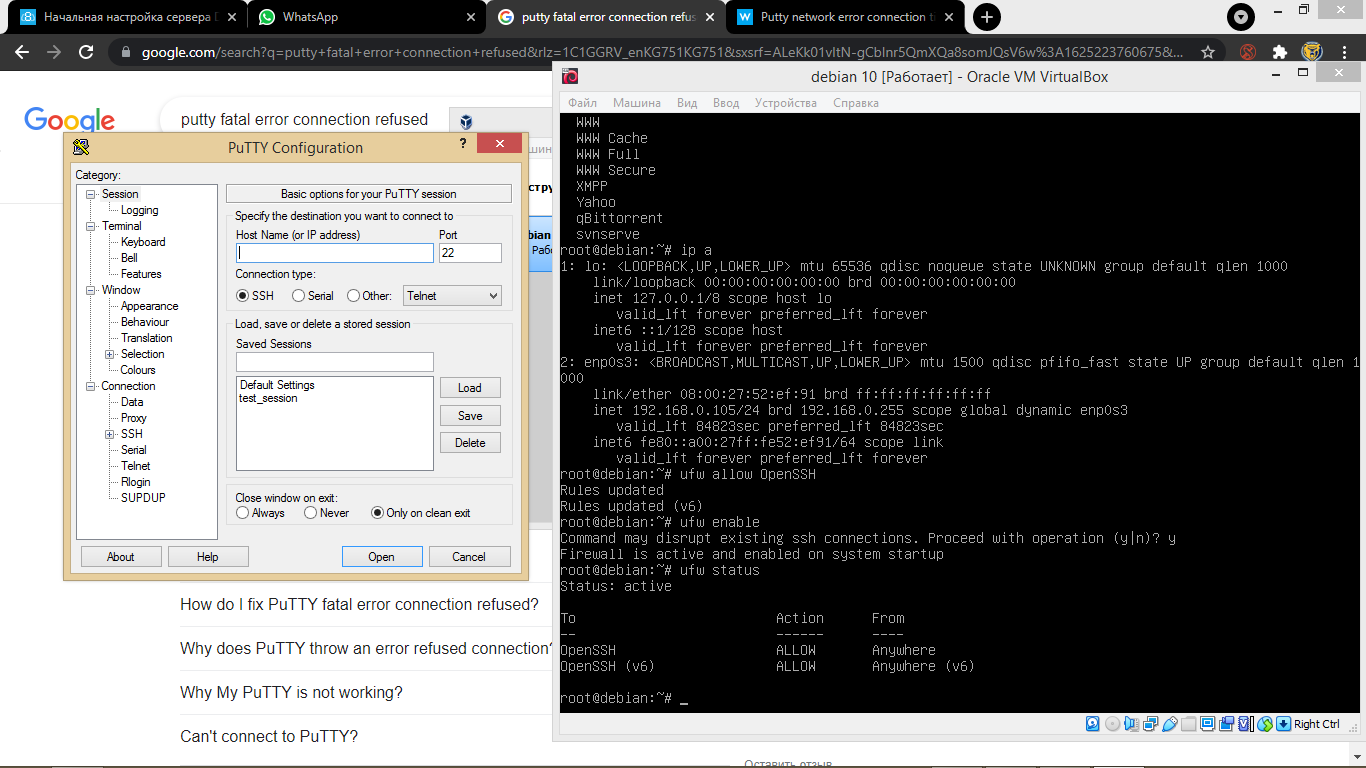 Начальная настройка сервера D
WhatsApp
putty fatal error connection refus
Putty network error connection ti
google.com/search?q=putty+fatal+error+connection+refused&rlz=1C1GGRV_enKG751KG751&sxsrf=ALeKk01vltN-gCbInr5QmXQa8somJQsV6w%3A1625223760675&...
Google
putty fatal error connection refused
PuTTY Configuration
?
Category:
Session
Logging
Terminal
Keyboard
Bell
Features
Window
Appearance
Behaviour
Translation
Selection
Colours
Connection
Data
Proxy
SSH
Serial
Telnet
Rlogin
SUPDUP
Basic options for your PuTTY session
Specify the destination you want to connect to
Host Name (or IP address)
Port
22
Connection type:
SSH
Serial
Other:
Telnet
Load, save or delete a stored session
Saved Sessions
Default Settings
test_session
Load
Save
Delete
Close window on exit:
Always
Never
Only on clean exit
About
Help
Open
Cancel
How do I fix PuTTY fatal error connection refused?
Why does PuTTY throw an error refused connection?
Why My PuTTY is not working?
Can't connect to PuTTY?
debian 10 [Работает] - Oracle VM VirtualBox
Файл Машина Вид Ввод Устройства Справка
WWW
WWW Cache
WWW Full
WWW Secure
XMPP
Yahoo
qBittorrent
svnserve
root@debian:~# ip a
1: lo: <LOOPBACK,UP,LOWER_UP> mtu 65536 qdisc noqueue state UNKNOWN group default qlen 1000
link/loopback 00:00:00:00:00:00 brd 00:00:00:00:00:00
inet 127.0.0.1/8 scope host lo
valid_lft forever preferred_lft forever
inet6 ::1/128 scope host
valid_lft forever preferred_lft forever
2: enp0s3: <BROADCAST,MULTICAST,UP,LOWER_UP> mtu 1500 qdisc pfifo_fast state UP group default qlen 1
000
link/ether 08:00:27:52:ef:91 brd ff:ff:ff:ff:ff:ff
inet 192.168.0.105/24 brd 192.168.0.255 scope global dynamic enp0s3
valid_lft 84823sec preferred_lft 84823sec
inet6 fe80::a00:27ff:fe52:ef91/64 scope link
valid_lft forever preferred_lft forever
root@debian:~# ufw allow OpenSSH
Rules updated
Rules updated (v6)
root@debian:~# ufw enable
Command may disrupt existing ssh connections. Proceed with operation (y|n)? y
Firewall is active and enabled on system startup
root@debian:~# ufw status
Status: active
To Action From
-- ------ ----
OpenSSH ALLOW Anywhere
OpenSSH (v6) ALLOW Anywhere (v6)
root@debian:~# _
Right Ctrl